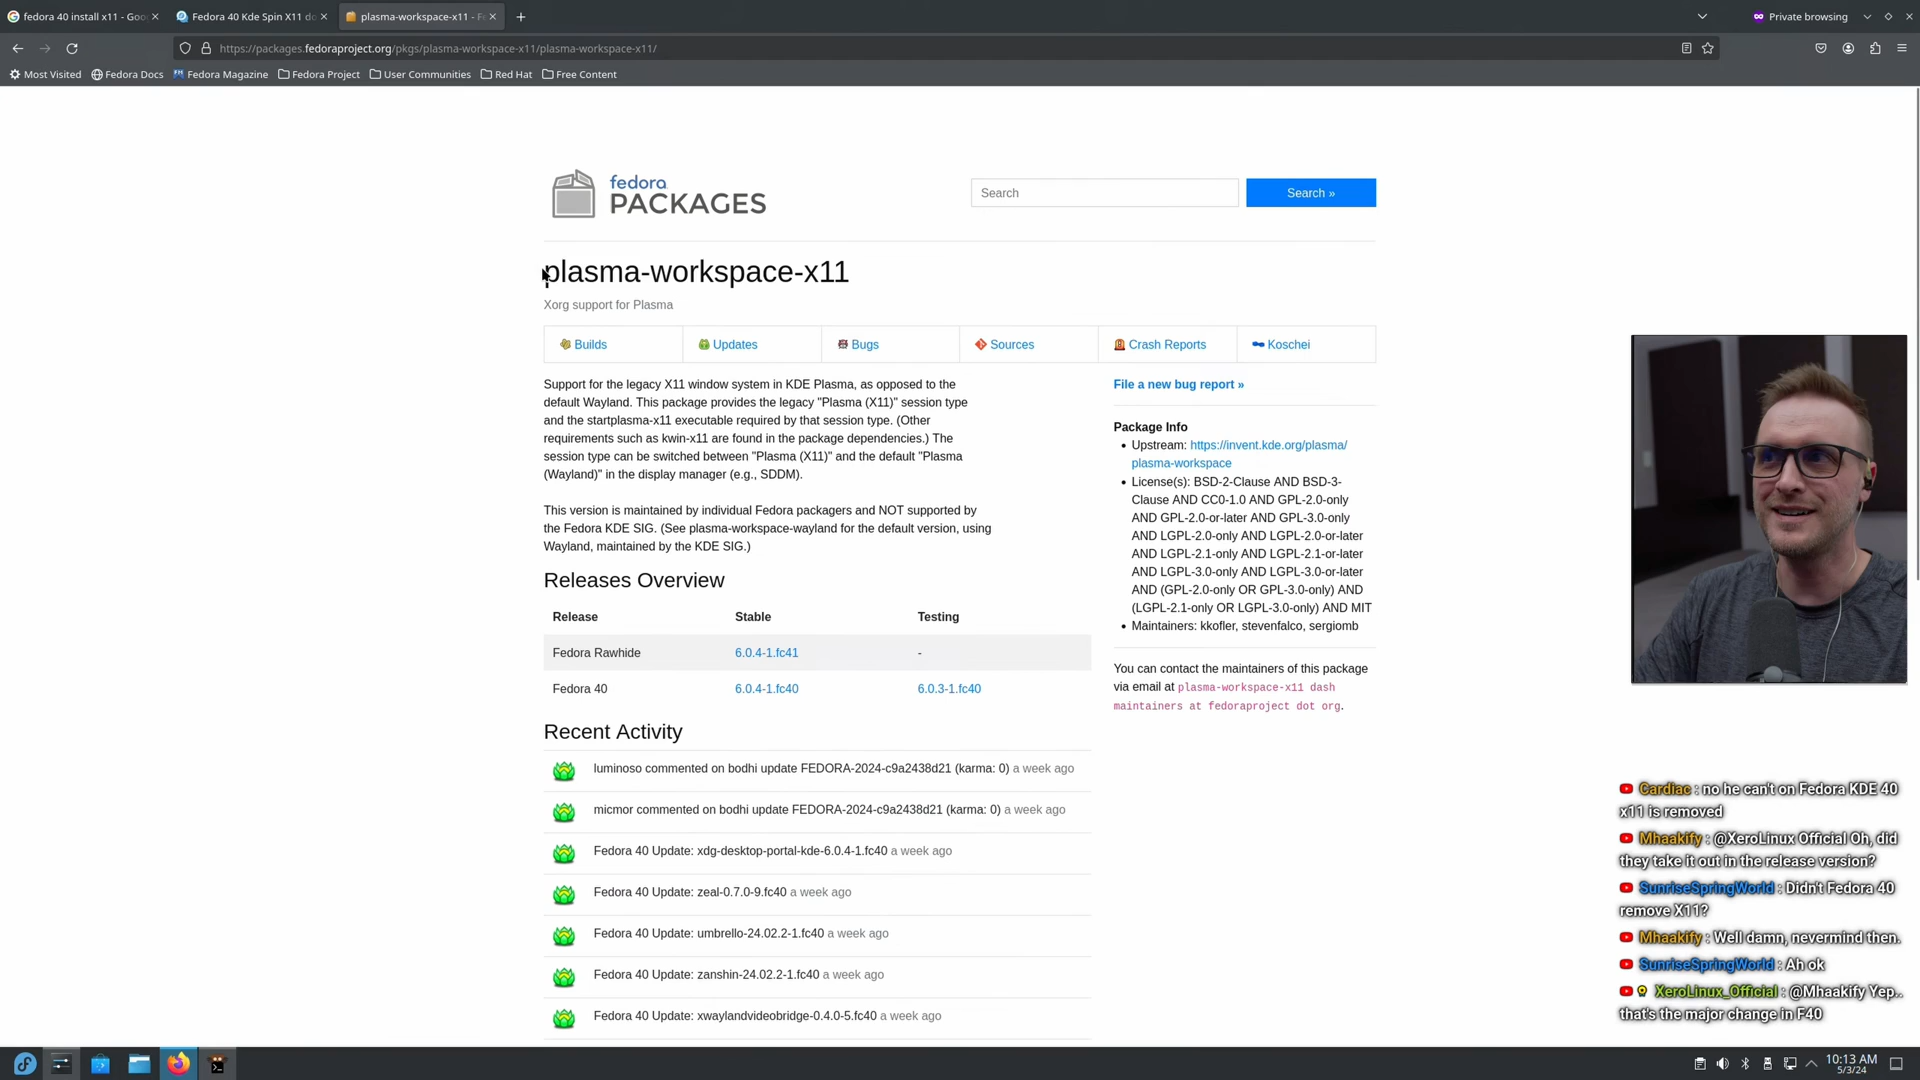 fedora 40 install x11 - Goo
Fedora 40 Kde Spin X11 do
plasma-workspace-x11 - Fe
Private browsing
https://packages.fedoraproject.org/pkgs/plasma-workspace-x11/plasma-workspace-x11/
Most Visited
Fedora Docs
Fedora Magazine
Fedora Project
User Communities
Red Hat
Free Content
fedora
PACKAGES
Search
Search »
plasma-workspace-x11
Xorg support for Plasma
Builds
Updates
Bugs
Sources
Crash Reports
Koschei
Support for the legacy X11 window system in KDE Plasma, as opposed to the
default Wayland. This package provides the legacy "Plasma (X11)" session type
and the startplasma-x11 executable required by that session type. (Other
requirements such as kwin-x11 are found in the package dependencies.) The
session type can be switched between "Plasma (X11)" and the default "Plasma
(Wayland)" in the display manager (e.g., SDDM).
This version is maintained by individual Fedora packagers and NOT supported by
the Fedora KDE SIG. (See plasma-workspace-wayland for the default version, using
Wayland, maintained by the KDE SIG.)
Releases Overview
Release Stable Testing
Fedora Rawhide 6.0.4-1.fc41 -
Fedora 40 6.0.4-1.fc40 6.0.3-1.fc40
Recent Activity
luminoso commented on bodhi update FEDORA-2024-c9a2438d21 (karma: 0) a week ago
micmor commented on bodhi update FEDORA-2024-c9a2438d21 (karma: 0) a week ago
Fedora 40 Update: xdg-desktop-portal-kde-6.0.4-1.fc40 a week ago
Fedora 40 Update: zeal-0.7.0-9.fc40 a week ago
Fedora 40 Update: umbrello-24.02.2-1.fc40 a week ago
Fedora 40 Update: zanshin-24.02.2-1.fc40 a week ago
Fedora 40 Update: xwaylandvideobridge-0.4.0-5.fc40 a week ago
File a new bug report »
Package Info
Upstream: https://invent.kde.org/plasma/
plasma-workspace
License(s): BSD-2-Clause AND BSD-3-
Clause AND CC0-1.0 AND GPL-2.0-only
AND GPL-2.0-or-later AND GPL-3.0-only
AND LGPL-2.0-only AND LGPL-2.0-or-later
AND LGPL-2.1-only AND LGPL-2.1-or-later
AND LGPL-3.0-only AND LGPL-3.0-or-later
AND (GPL-2.0-only OR GPL-3.0-only) AND
(LGPL-2.1-only OR LGPL-3.0-only) AND MIT
Maintainers: kkofler, stevenfalco, sergiomb
You can contact the maintainers of this package
via email at plasma-workspace-x11 dash
maintainers at fedoraproject dot org.
Cardiac : no he can't on Fedora KDE 40
x11 is removed
Mhaakify : @XeroLinux Official Oh, did
they take it out in the release version?
SunriseSpringWorld : Didn't Fedora 40
remove X11?
Mhaakify : Well damn, nevermind then.
SunriseSpringWorld : Ah ok
XeroLinux_Official : @Mhaakify Yep..
that's the major change in F40
10:13 AM
5/3/24